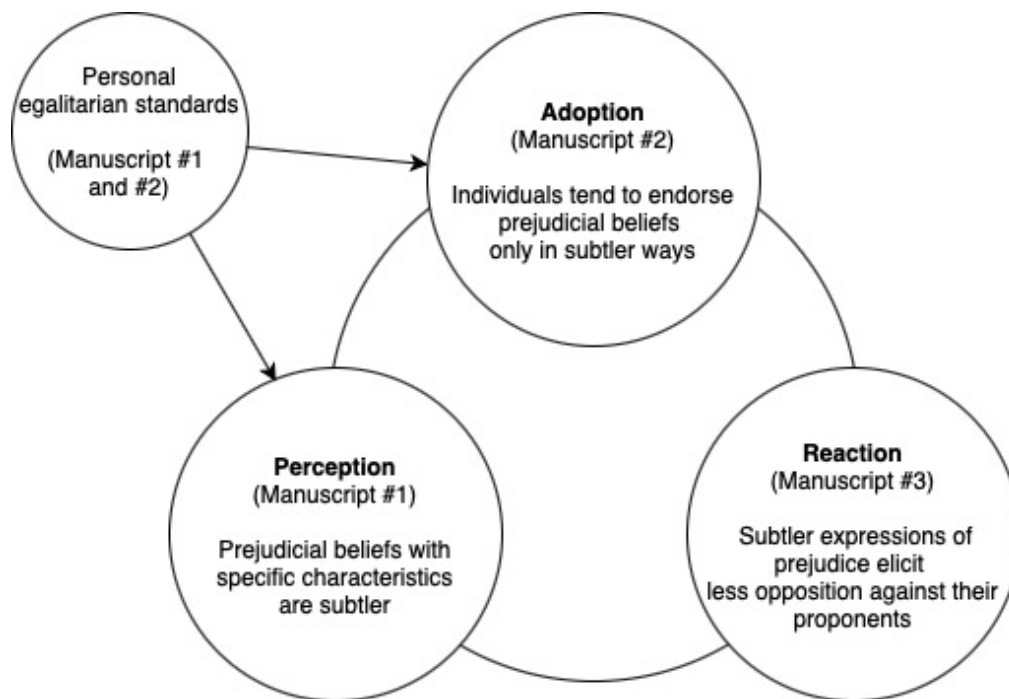 Personal
egalitarian standards
(Manuscript #1
and #2)
Adoption
(Manuscript #2)
Individuals tend to endorse
prejudicial beliefs
only in subtler ways
Perception
(Manuscript #1)
Prejudicial beliefs with
specific characteristics
are subtler
Reaction
(Manuscript #3)
Subtler expressions of
prejudice elicit
less opposition against their
proponents